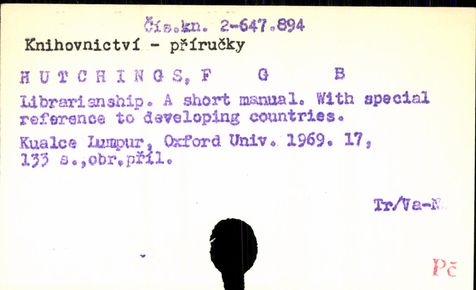 Čís.kn. 2-647.894
Knihovnictví - příručky
H U T C H I N G S, F G B
Librarianship. A short manual. With special
reference to developing countries.
Kualce Lumpur, Oxford Univ. 1969. 17,
133 s.,obr.příl.
Tr/Va-N.
Pč